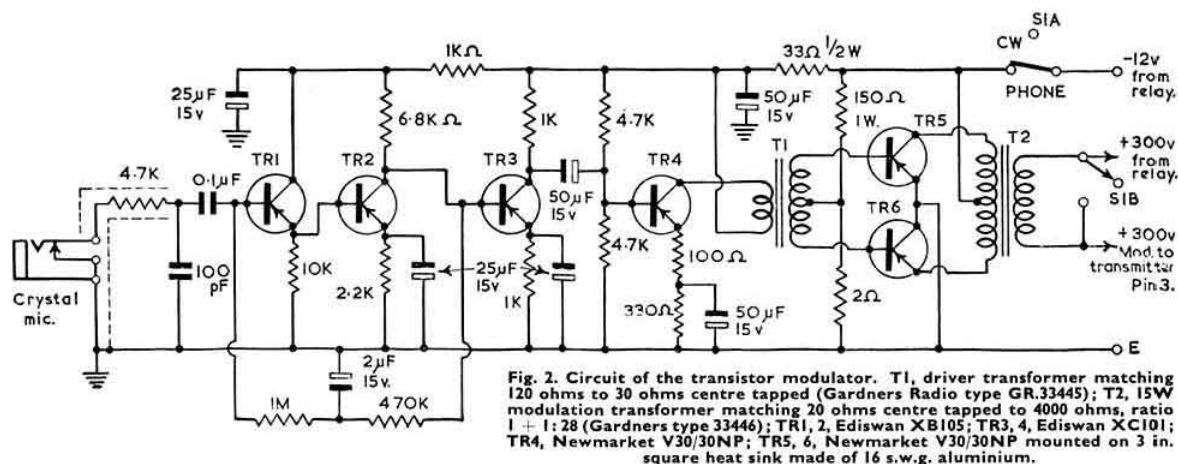 1KΩ
33Ω ½W
CW
S1A
PHONE
-12v
from
relay.
25μF
15v
6·8K Ω
1K
4.7K
50μF
15v
150Ω
1W.
TR5
T1
T2
4.7K
0·1μF
TR1
TR2
TR3
50μF
15v
TR4
+300v
from
relay.
S1B
TR6
4.7K
100Ω
+300v
Mod. to
transmitter
Pin3.
100
pF
10K
2·2K
25μF
15v
1K
330Ω
50μF
15v
2Ω
Crystal
mic.
E
2μF
15v.
1M
470K
Fig. 2. Circuit of the transistor modulator. T1, driver transformer matching
120 ohms to 30 ohms centre tapped (Gardners Radio type GR.33445); T2, 15W
modulation transformer matching 20 ohms centre tapped to 4000 ohms, ratio
1 + 1: 28 (Gardners type 33446); TR1, 2, Ediswan XB105; TR3, 4, Ediswan XC101;
TR4, Newmarket V30/30NP; TR5, 6, Newmarket V30/30NP mounted on 3 in.
square heat sink made of 16 s.w.g. aluminium.